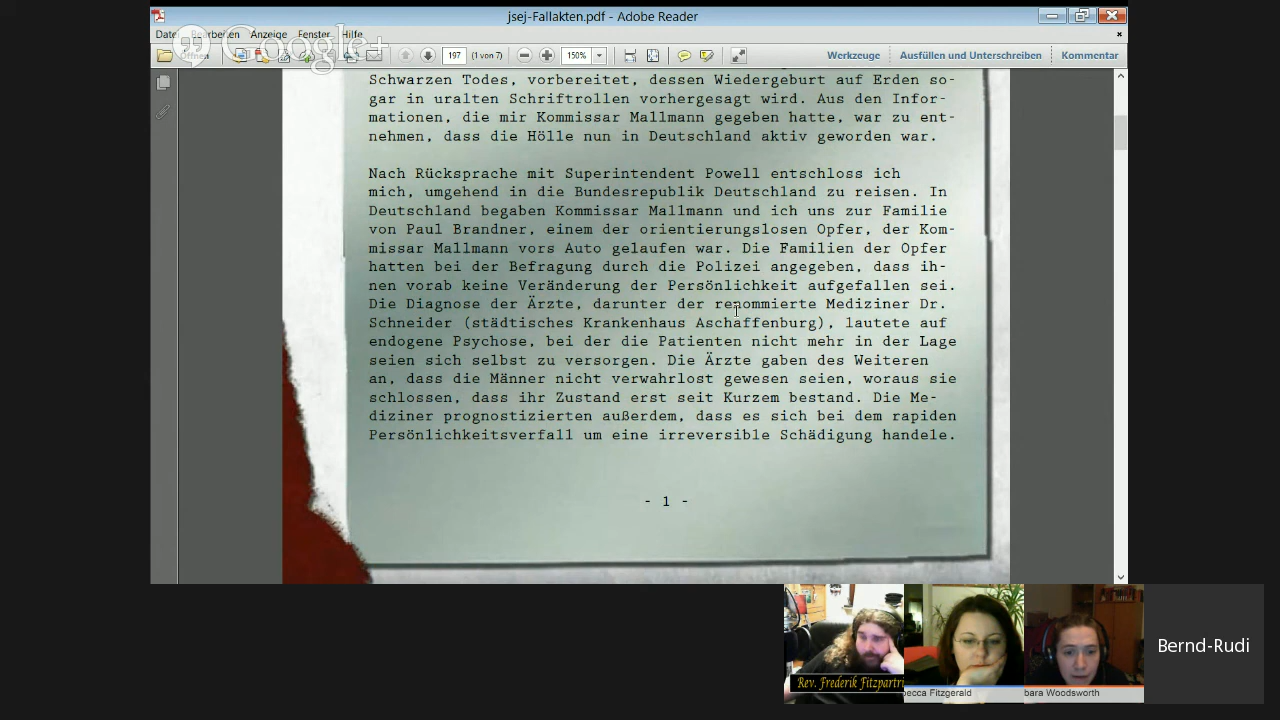 jsej-Fallakten.pdf - Adobe Reader
Datei Bearbeiten Anzeige Fenster Hilfe
Google+
Öffnen 197 (1 von 7) 150% Werkzeuge Ausfüllen und Unterschreiben Kommentar
Schwarzen Todes, vorbereitet, dessen Wiedergeburt auf Erden so-
gar in uralten Schriftrollen vorhergesagt wird. Aus den Infor-
mationen, die mir Kommissar Mallmann gegeben hatte, war zu ent-
nehmen, dass die Hölle nun in Deutschland aktiv geworden war.
Nach Rücksprache mit Superintendent Powell entschloss ich
mich, umgehend in die Bundesrepublik Deutschland zu reisen. In
Deutschland begaben Kommissar Mallmann und ich uns zur Familie
von Paul Brandner, einem der orientierungslosen Opfer, der Kom-
missar Mallmann vors Auto gelaufen war. Die Familien der Opfer
hatten bei der Befragung durch die Polizei angegeben, dass ih-
nen vorab keine Veränderung der Persönlichkeit aufgefallen sei.
Die Diagnose der Ärzte, darunter der renommierte Mediziner Dr.
Schneider (städtisches Krankenhaus Aschaffenburg), lautete auf
endogene Psychose, bei der die Patienten nicht mehr in der Lage
seien sich selbst zu versorgen. Die Ärzte gaben des Weiteren
an, dass die Männer nicht verwahrlost gewesen seien, woraus sie
schlossen, dass ihr Zustand erst seit Kurzem bestand. Die Me-
diziner prognostizierten außerdem, dass es sich bei dem rapiden
Persönlichkeitsverfall um eine irreversible Schädigung handele.
- 1 -
Bernd-Rudi
Rev. Frederik Fitzpatri
becca Fitzgerald
bara Woodsworth